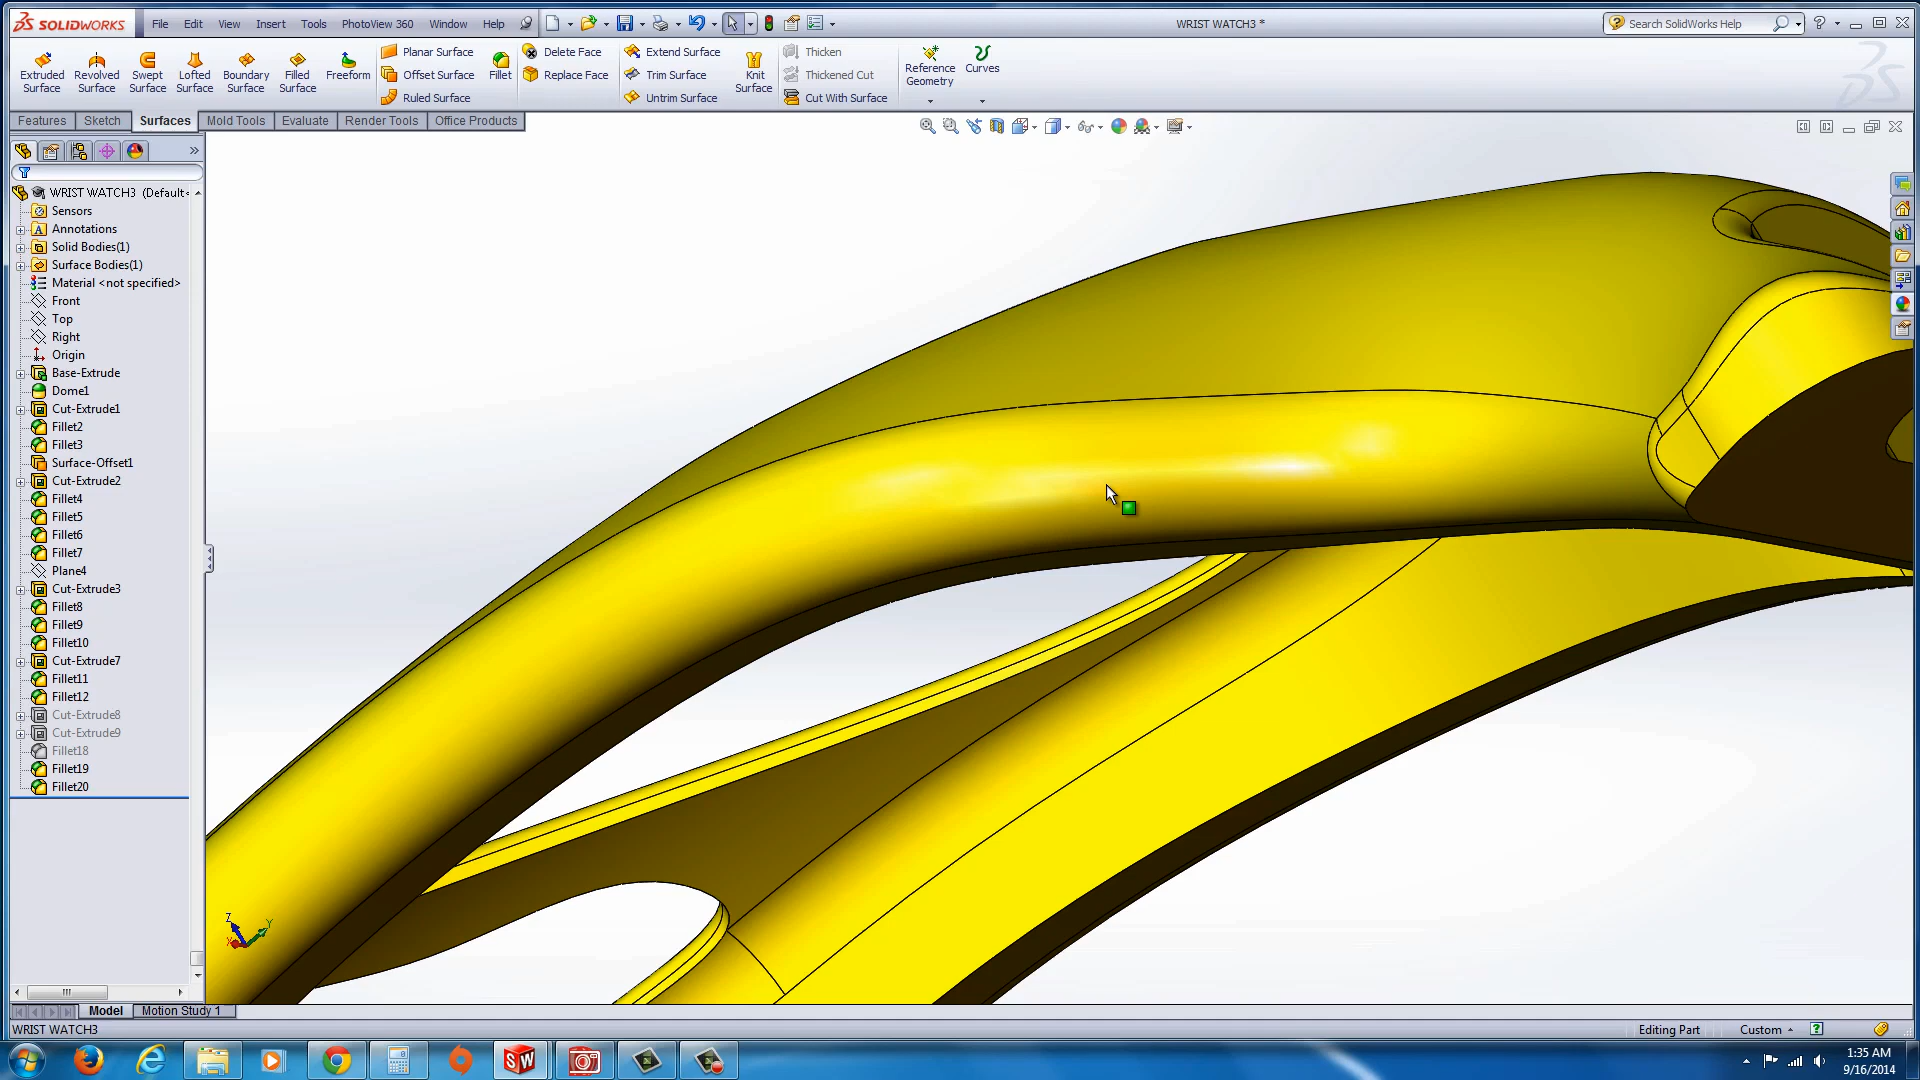 SOLIDWORKS File Edit View Insert Tools PhotoView 360 Window Help WRIST WATCH3 * Search SolidWorks Help
Extruded Surface
Revolved Surface
Swept Surface
Lofted Surface
Boundary Surface
Filled Surface
Freeform
Planar Surface
Offset Surface
Ruled Surface
Fillet
Delete Face
Replace Face
Extend Surface
Trim Surface
Untrim Surface
Knit Surface
Thicken
Thickened Cut
Cut With Surface
Reference Geometry
Curves
Features Sketch Surfaces Mold Tools Evaluate Render Tools Office Products
WRIST WATCH3 (Default<
Sensors
Annotations
Solid Bodies(1)
Surface Bodies(1)
Material <not specified>
Front
Top
Right
Origin
Base-Extrude
Dome1
Cut-Extrude1
Fillet2
Fillet3
Surface-Offset1
Cut-Extrude2
Fillet4
Fillet5
Fillet6
Fillet7
Plane4
Cut-Extrude3
Fillet8
Fillet9
Fillet10
Cut-Extrude7
Fillet11
Fillet12
Cut-Extrude8
Cut-Extrude9
Fillet18
Fillet19
Fillet20
Z Y X
Model Motion Study 1
WRIST WATCH3 Editing Part Custom
SW
1:35 AM
9/16/2014